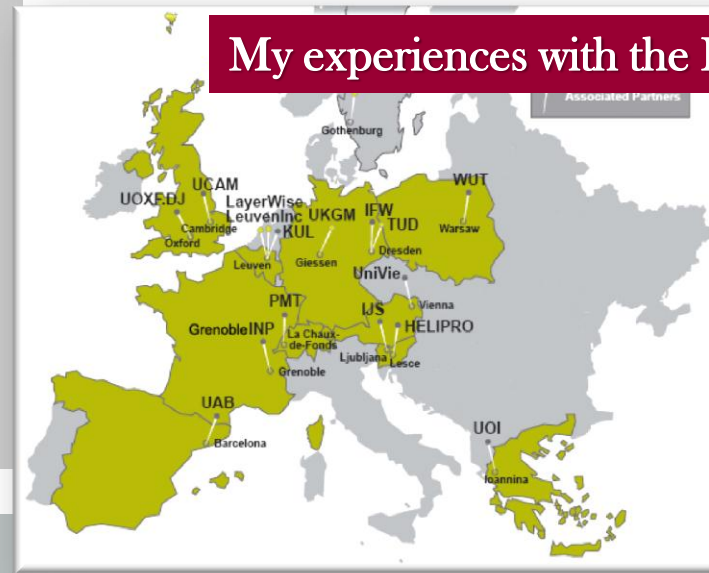 My experiences with the
Associated Partners
Gothenburg
WUT
UCAM
UOXF.DJ
LayerWise
LeuvenInc
UKGM
IFW
TUD
KUL
Cambridge
Oxford
Warsaw
Dresden
Leuven
Giessen
UniVie
Vienna
PMT
IJS
HELIPRO
GrenobleINP
La Chaux-
de-Fonds
Ljubljana
Lesce
Grenoble
UAB
Barcelona
UOI
Ioannina